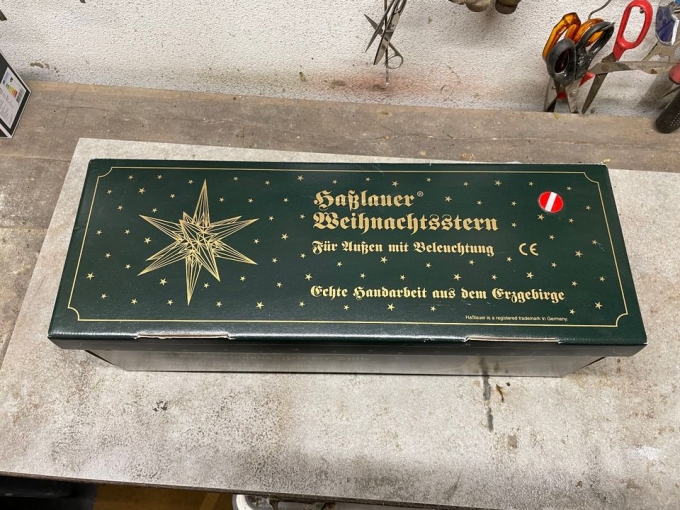 Haßlauer®
Weihnachtsstern
Für Außen mit Beleuchtung CE
Echte Handarbeit aus dem Erzgebirge
Haßlauer is a registered trademark in Germany